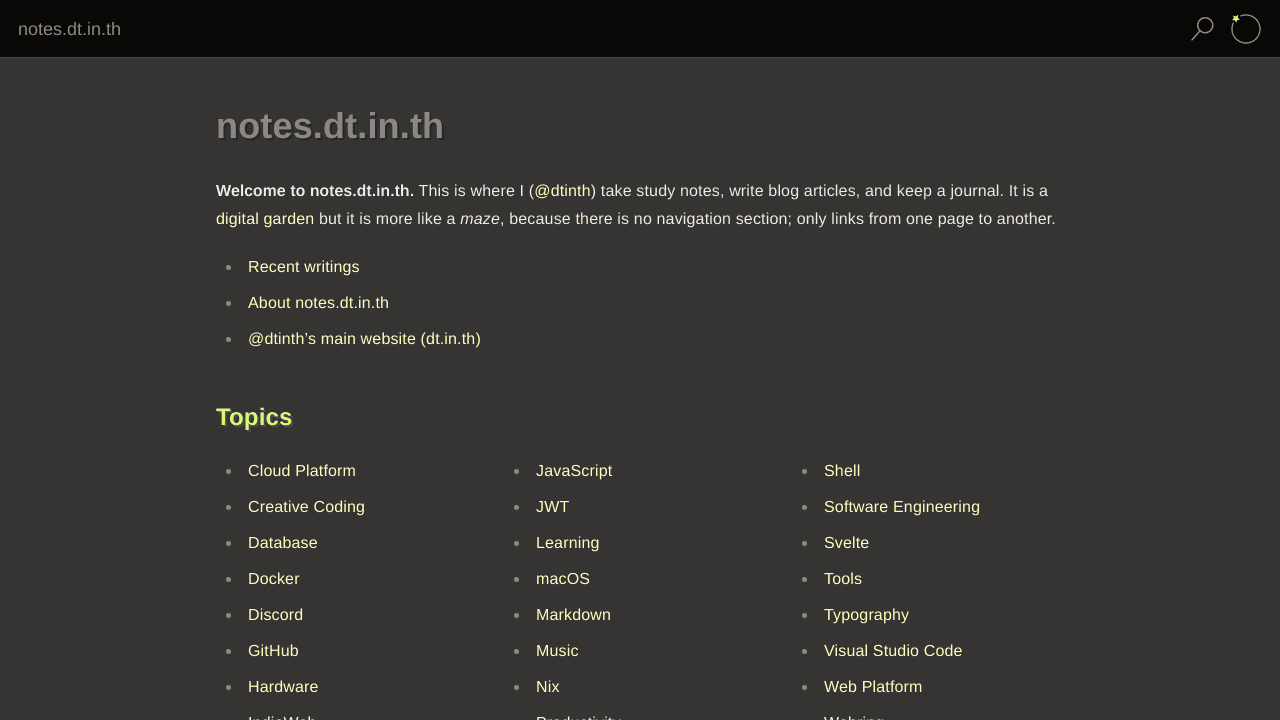 notes.dt.in.th
notes.dt.in.th
Welcome to notes.dt.in.th. This is where I (@dtinth) take study notes, write blog articles, and keep a journal. It is a
digital garden but it is more like a maze, because there is no navigation section; only links from one page to another.
Recent writings
About notes.dt.in.th
@dtinth’s main website (dt.in.th)
Topics
Cloud Platform
Creative Coding
Database
Docker
Discord
GitHub
Hardware
IndieWeb
JavaScript
JWT
Learning
macOS
Markdown
Music
Nix
Productivity
Shell
Software Engineering
Svelte
Tools
Typography
Visual Studio Code
Web Platform
Webring